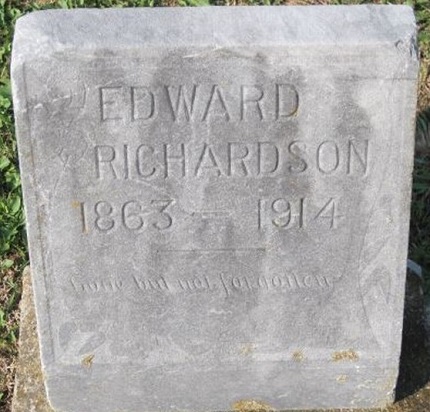 EDWARD
RICHARDSON
1863 — 1914
Gone but not forgotten